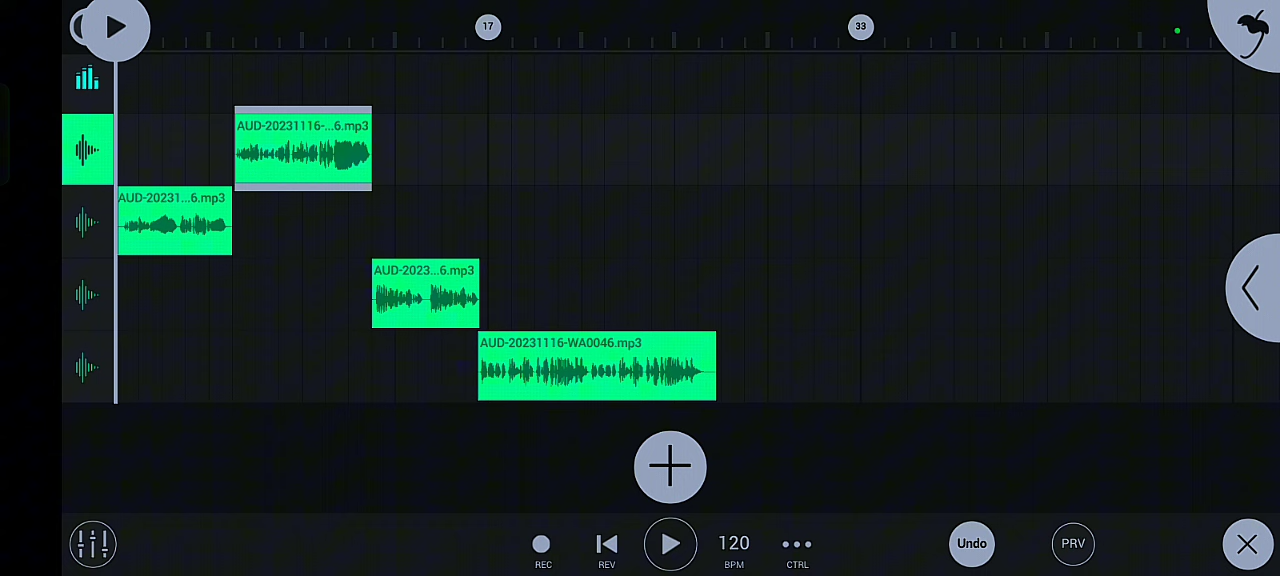 17
33
AUD-20231116-...6.mp3
AUD-20231...6.mp3
AUD-2023...6.mp3
AUD-20231116-WA0046.mp3
REC
REV
120
BPM
CTRL
Undo
PRV